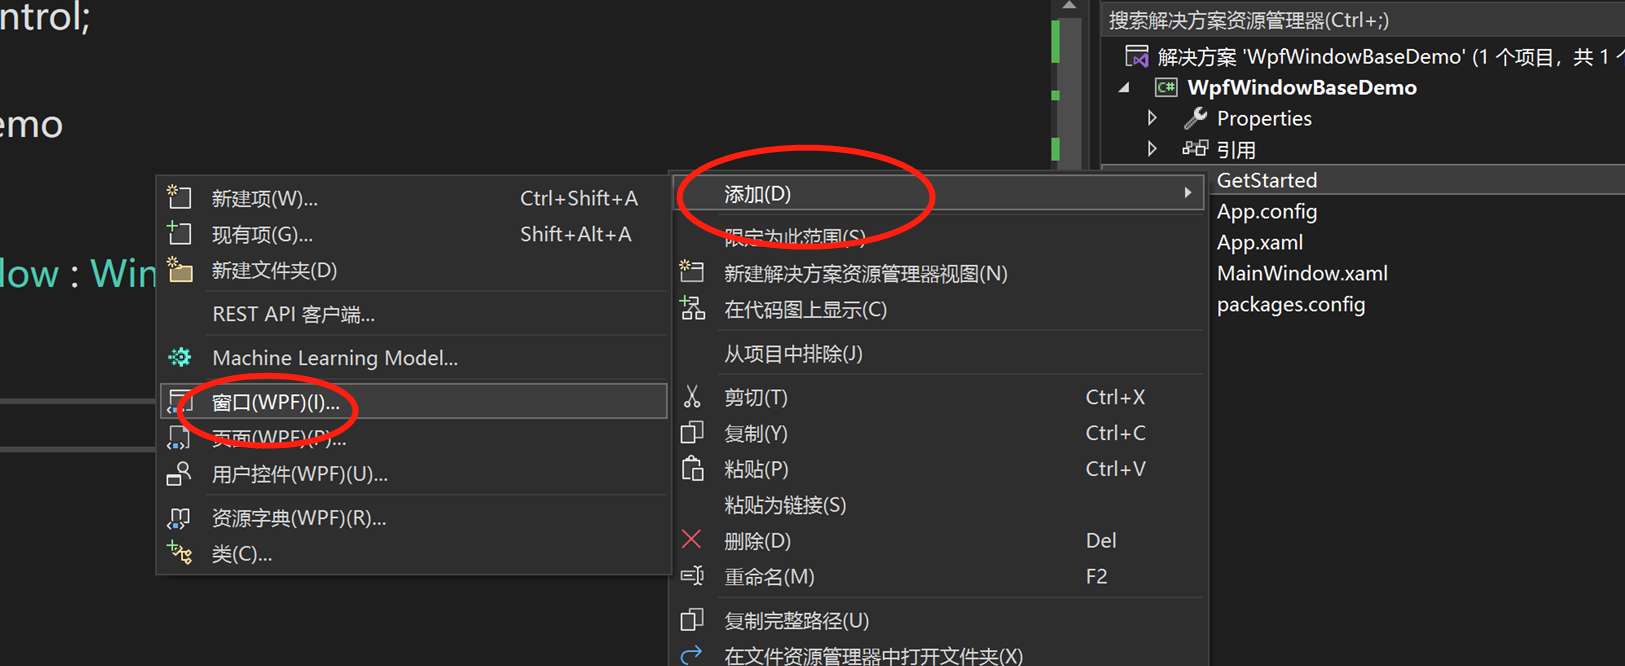 ntrol;
emo
low : Win
搜索解决方案资源管理器(Ctrl+;)
解决方案 'WpfWindowBaseDemo' (1 个项目，共 1 个
C# WpfWindowBaseDemo
Properties
引用
GetStarted
App.config
App.xaml
MainWindow.xaml
packages.config
添加(D)
限定为此范围(S)
新建解决方案资源管理器视图(N)
在代码图上显示(C)
从项目中排除(J)
剪切(T) Ctrl+X
复制(Y) Ctrl+C
粘贴(P) Ctrl+V
粘贴为链接(S)
删除(D) Del
重命名(M) F2
复制完整路径(U)
在文件资源管理器中打开文件夹(X)
新建项(W)... Ctrl+Shift+A
现有项(G)... Shift+Alt+A
新建文件夹(D)
REST API 客户端...
Machine Learning Model...
窗口(WPF)(I)...
页面(WPF)(P)...
用户控件(WPF)(U)...
资源字典(WPF)(R)...
类(C)...